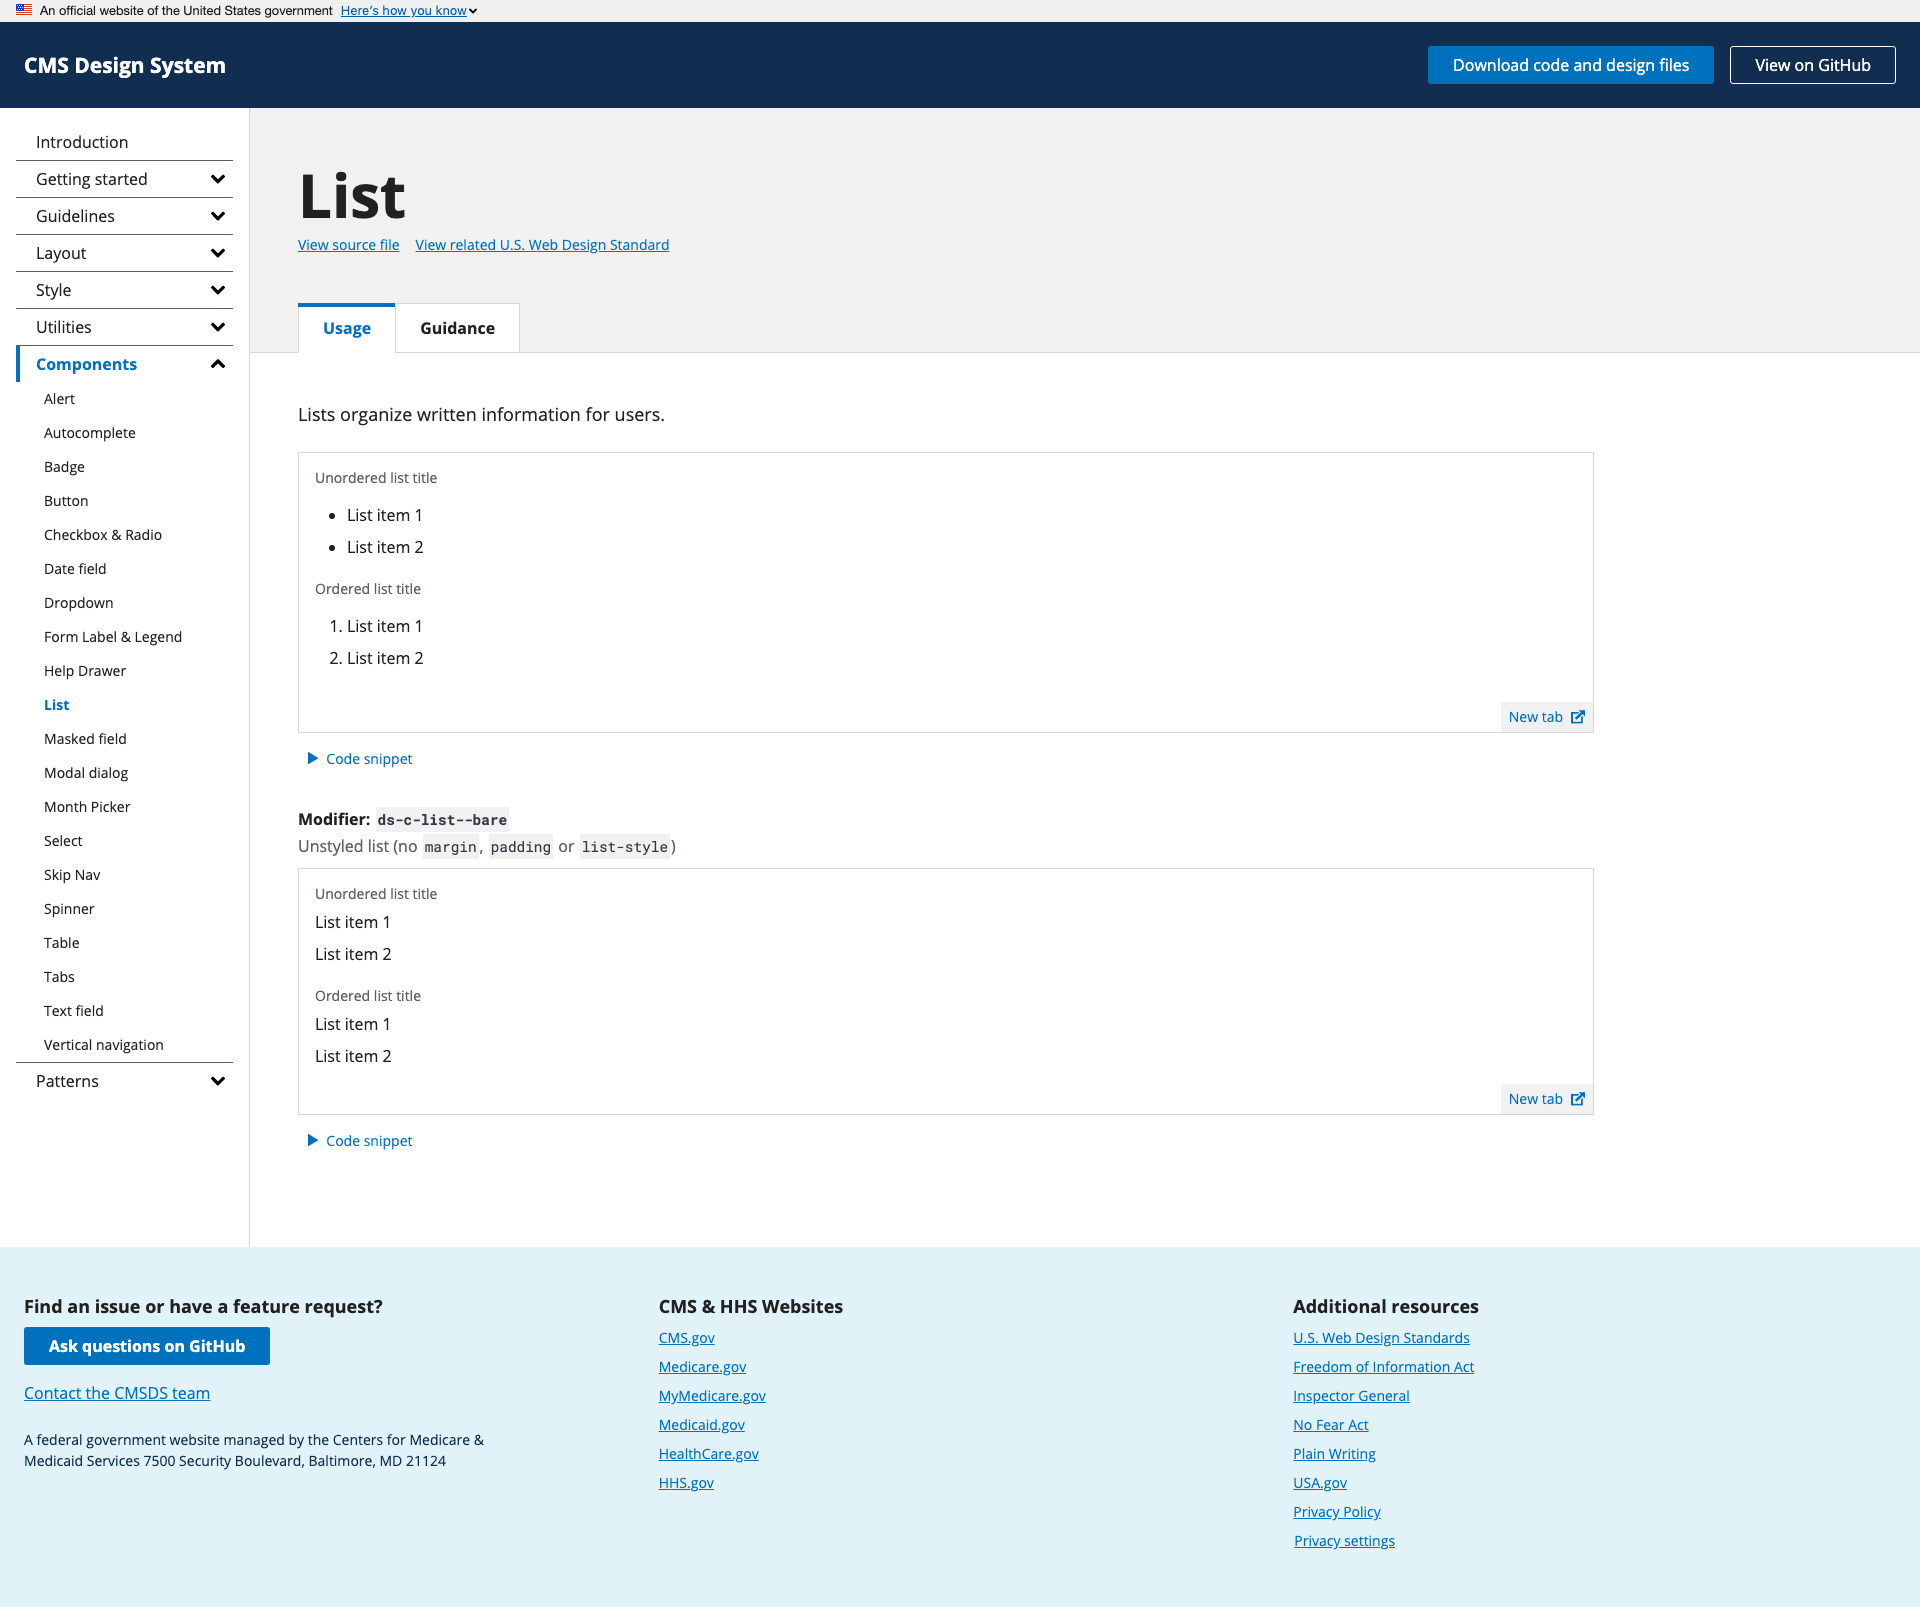 An official website of the United States government Here's how you know
CMS Design System
Download code and design files
View on GitHub
Introduction
Getting started
Guidelines
Layout
Style
Utilities
Components
Alert
Autocomplete
Badge
Button
Checkbox & Radio
Date field
Dropdown
Form Label & Legend
Help Drawer
List
Masked field
Modal dialog
Month Picker
Select
Skip Nav
Spinner
Table
Tabs
Text field
Vertical navigation
Patterns
List
View source file View related U.S. Web Design Standard
Usage
Guidance
Lists organize written information for users.
Unordered list title
• List item 1
• List item 2
Ordered list title
1. List item 1
2. List item 2
New tab
Code snippet
Modifier: ds-c-list--bare
Unstyled list (no margin, padding or list-style)
Unordered list title
List item 1
List item 2
Ordered list title
List item 1
List item 2
New tab
Code snippet
Find an issue or have a feature request?
Ask questions on GitHub
Contact the CMSDS team
A federal government website managed by the Centers for Medicare &
Medicaid Services 7500 Security Boulevard, Baltimore, MD 21124
CMS & HHS Websites
CMS.gov
Medicare.gov
MyMedicare.gov
Medicaid.gov
HealthCare.gov
HHS.gov
Additional resources
U.S. Web Design Standards
Freedom of Information Act
Inspector General
No Fear Act
Plain Writing
USA.gov
Privacy Policy
Privacy settings